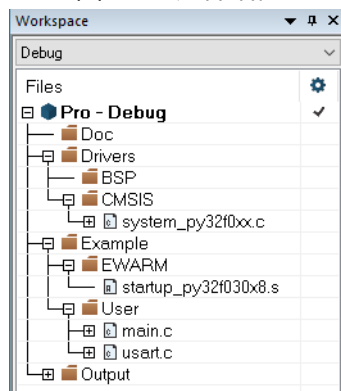 Workspace
Debug
Files
Pro - Debug
Doc
Drivers
BSP
CMSIS
system_py32f0xx.c
Example
EWARM
startup_py32f030x8.s
User
main.c
usart.c
Output